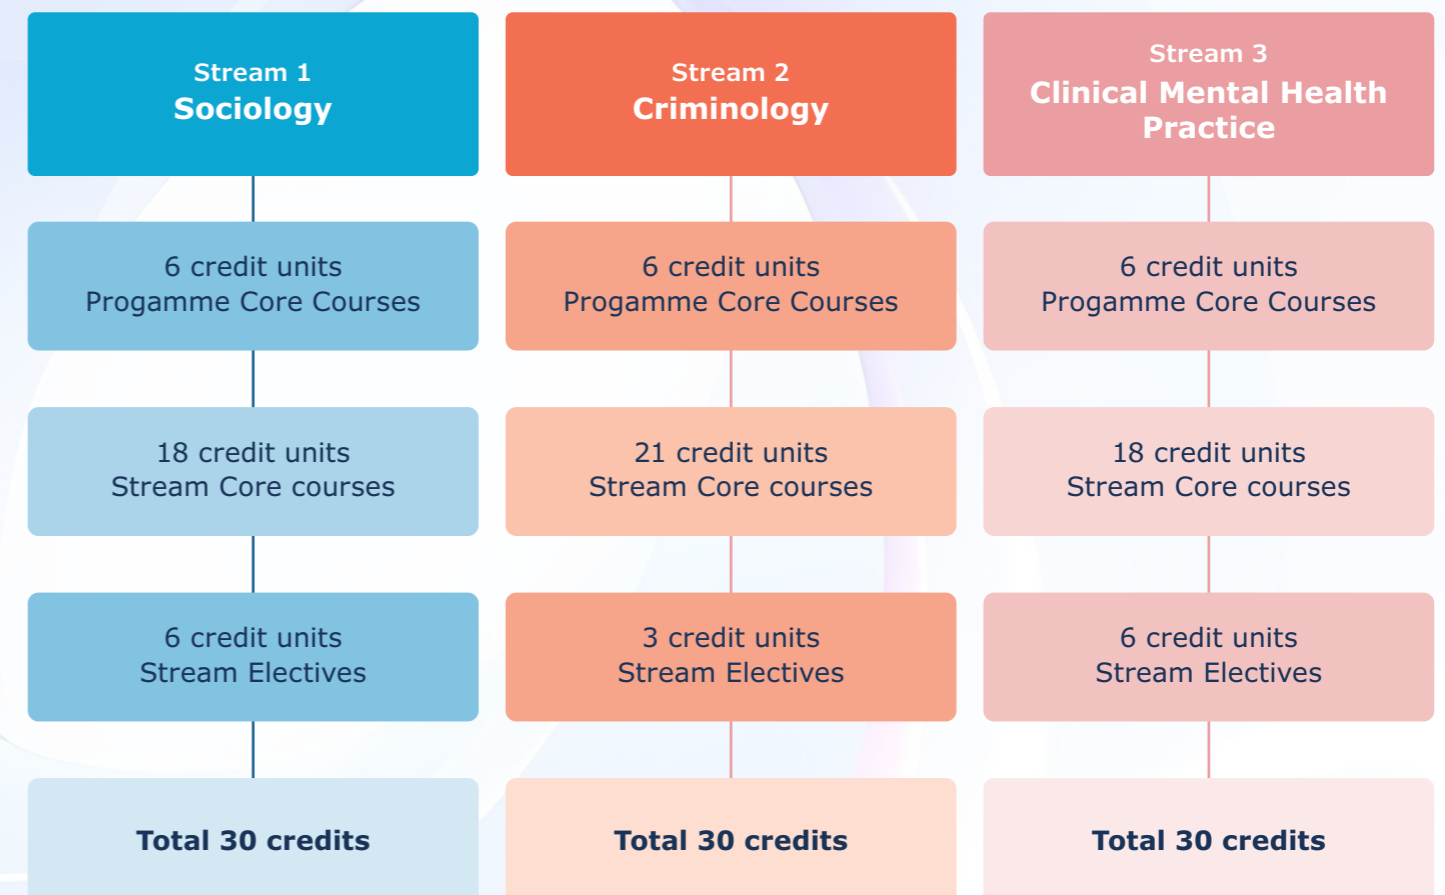 Stream 1
Sociology
6 credit units
Progamme Core Courses
18 credit units
Stream Core courses
6 credit units
Stream Electives
Total 30 credits
Stream 2
Criminology
6 credit units
Progamme Core Courses
21 credit units
Stream Core courses
3 credit units
Stream Electives
Total 30 credits
Stream 3
Clinical Mental Health
Practice
6 credit units
Progamme Core Courses
18 credit units
Stream Core courses
6 credit units
Stream Electives
Total 30 credits